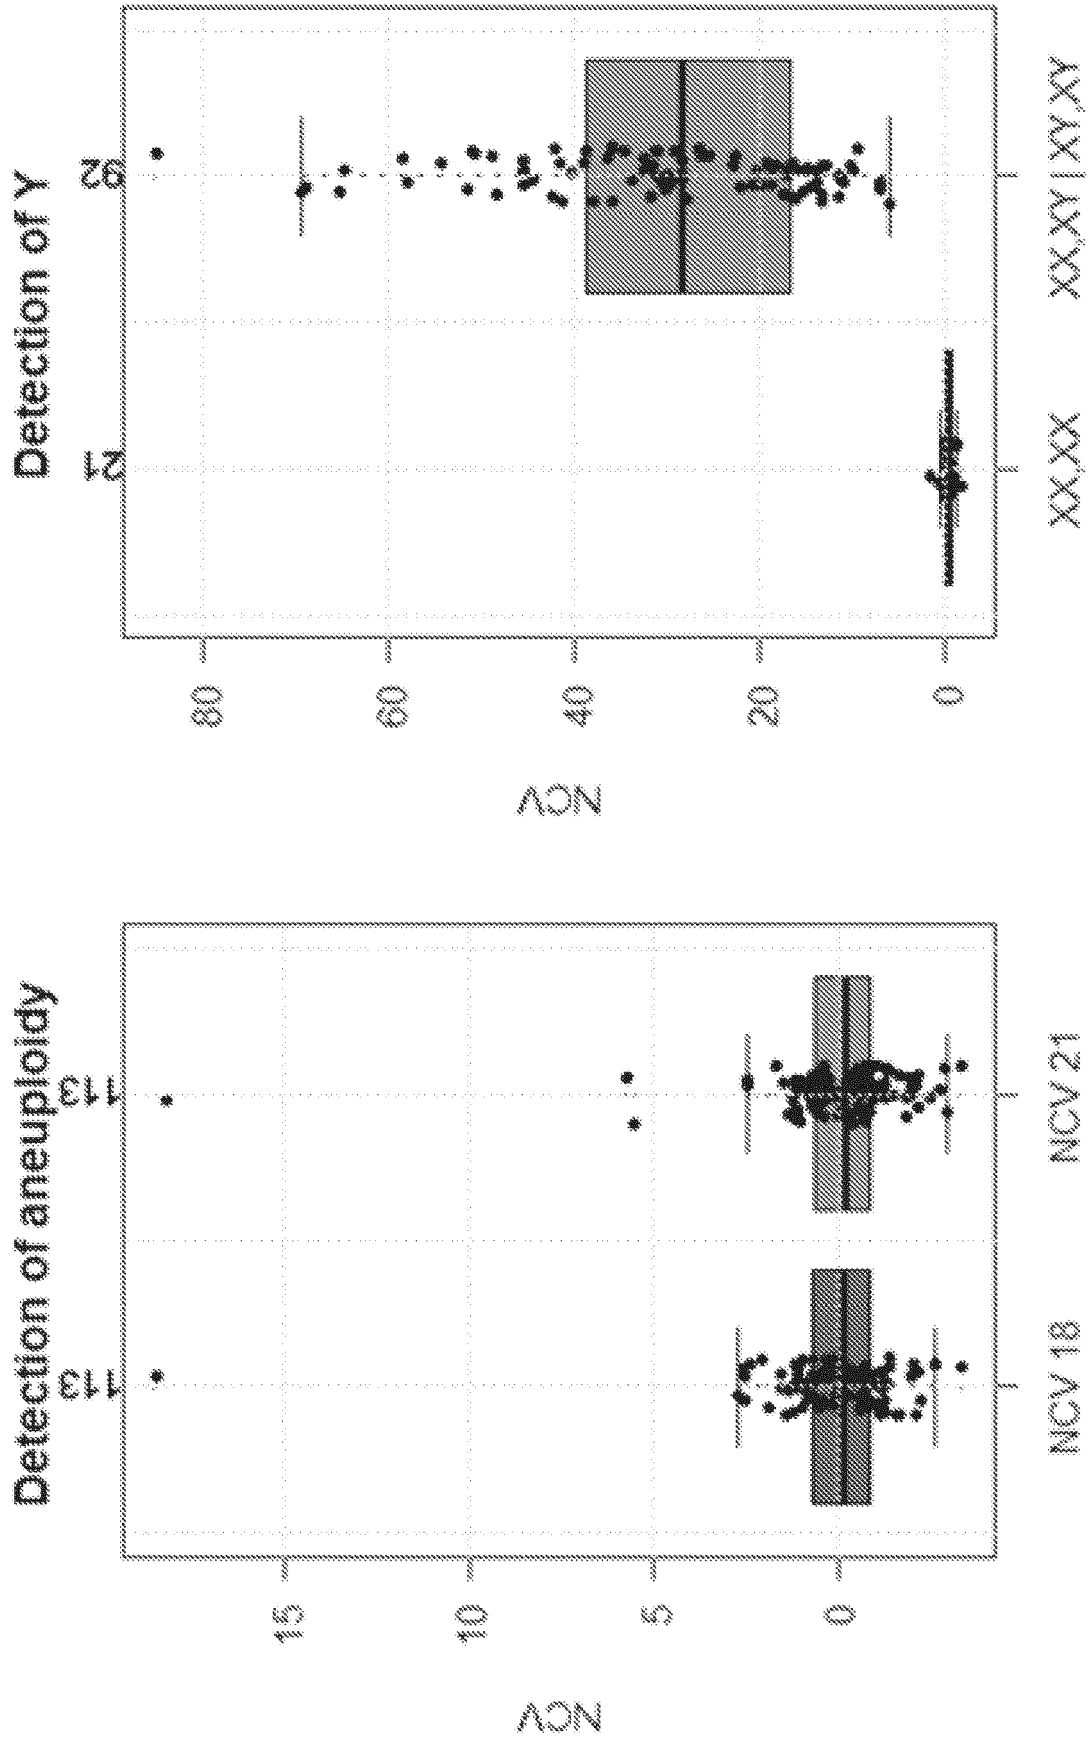 Detection of aneuploidy
113
113
NCV
15
10
5
0
NCV 18
NCV 21
Detection of Y
21
92
NCV
80
60
40
20
0
XX,XX
XX,XY | XY,XY